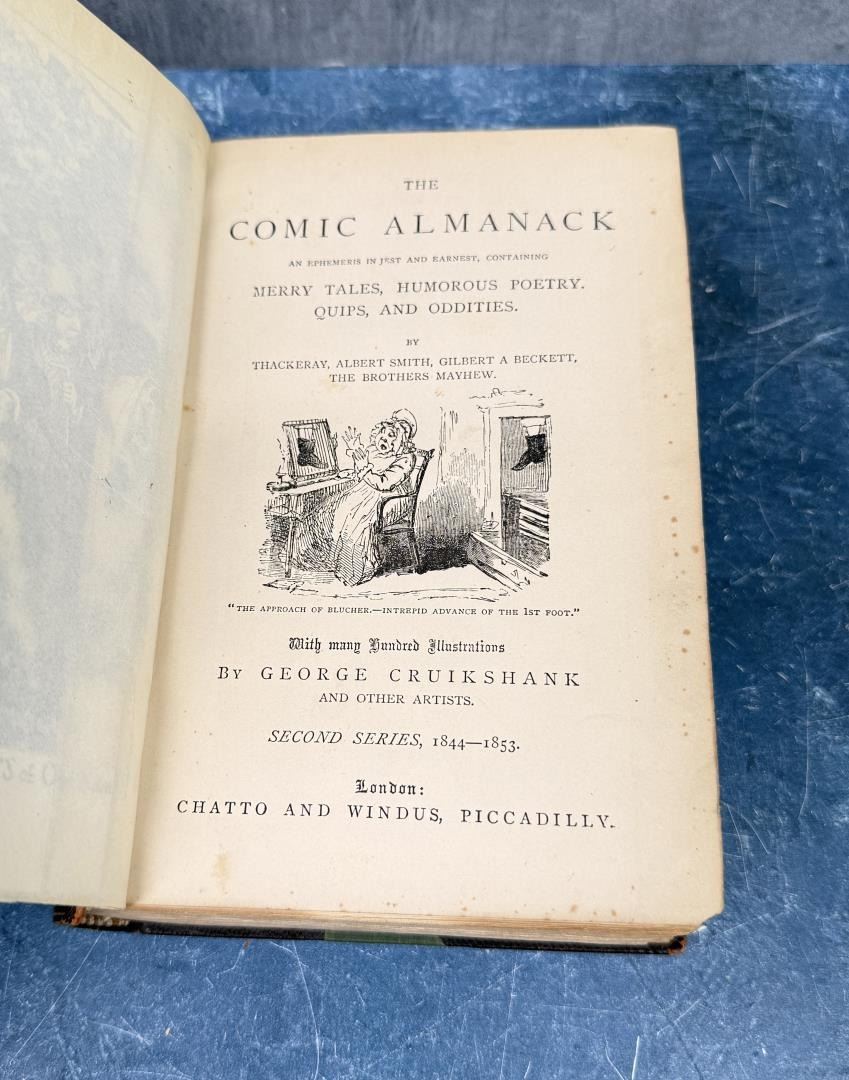 THE
COMIC ALMANACK
AN EPHEMERIS IN JEST AND EARNEST, CONTAINING
MERRY TALES, HUMOROUS POETRY.
QUIPS, AND ODDITIES.
BY
THACKERAY, ALBERT SMITH, GILBERT A BECKETT,
THE BROTHERS MAYHEW.
"THE APPROACH OF BLUCHER.—INTREPID ADVANCE OF THE 1ST FOOT."
With many Hundred Illustrations
BY GEORGE CRUIKSHANK
AND OTHER ARTISTS.
SECOND SERIES, 1844—1853.
London:
CHATTO AND WINDUS, PICCADILLY.